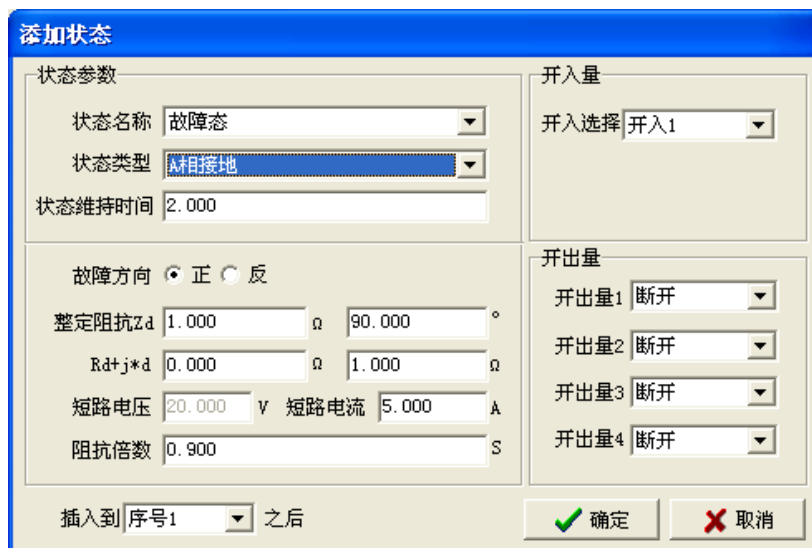 添加状态
状态参数
状态名称 故障态
状态类型 A相接地
状态维持时间 2.000
故障方向 正 反
整定阻抗Zd 1.000 Ω 90.000 °
Rd+j*d 0.000 Ω 1.000 Ω
短路电压 20.000 V 短路电流 5.000 A
阻抗倍数 0.900 S
插入到 序号1 之后
开入量
开入选择 开入1
开出量
开出量1 断开
开出量2 断开
开出量3 断开
开出量4 断开
确定 取消